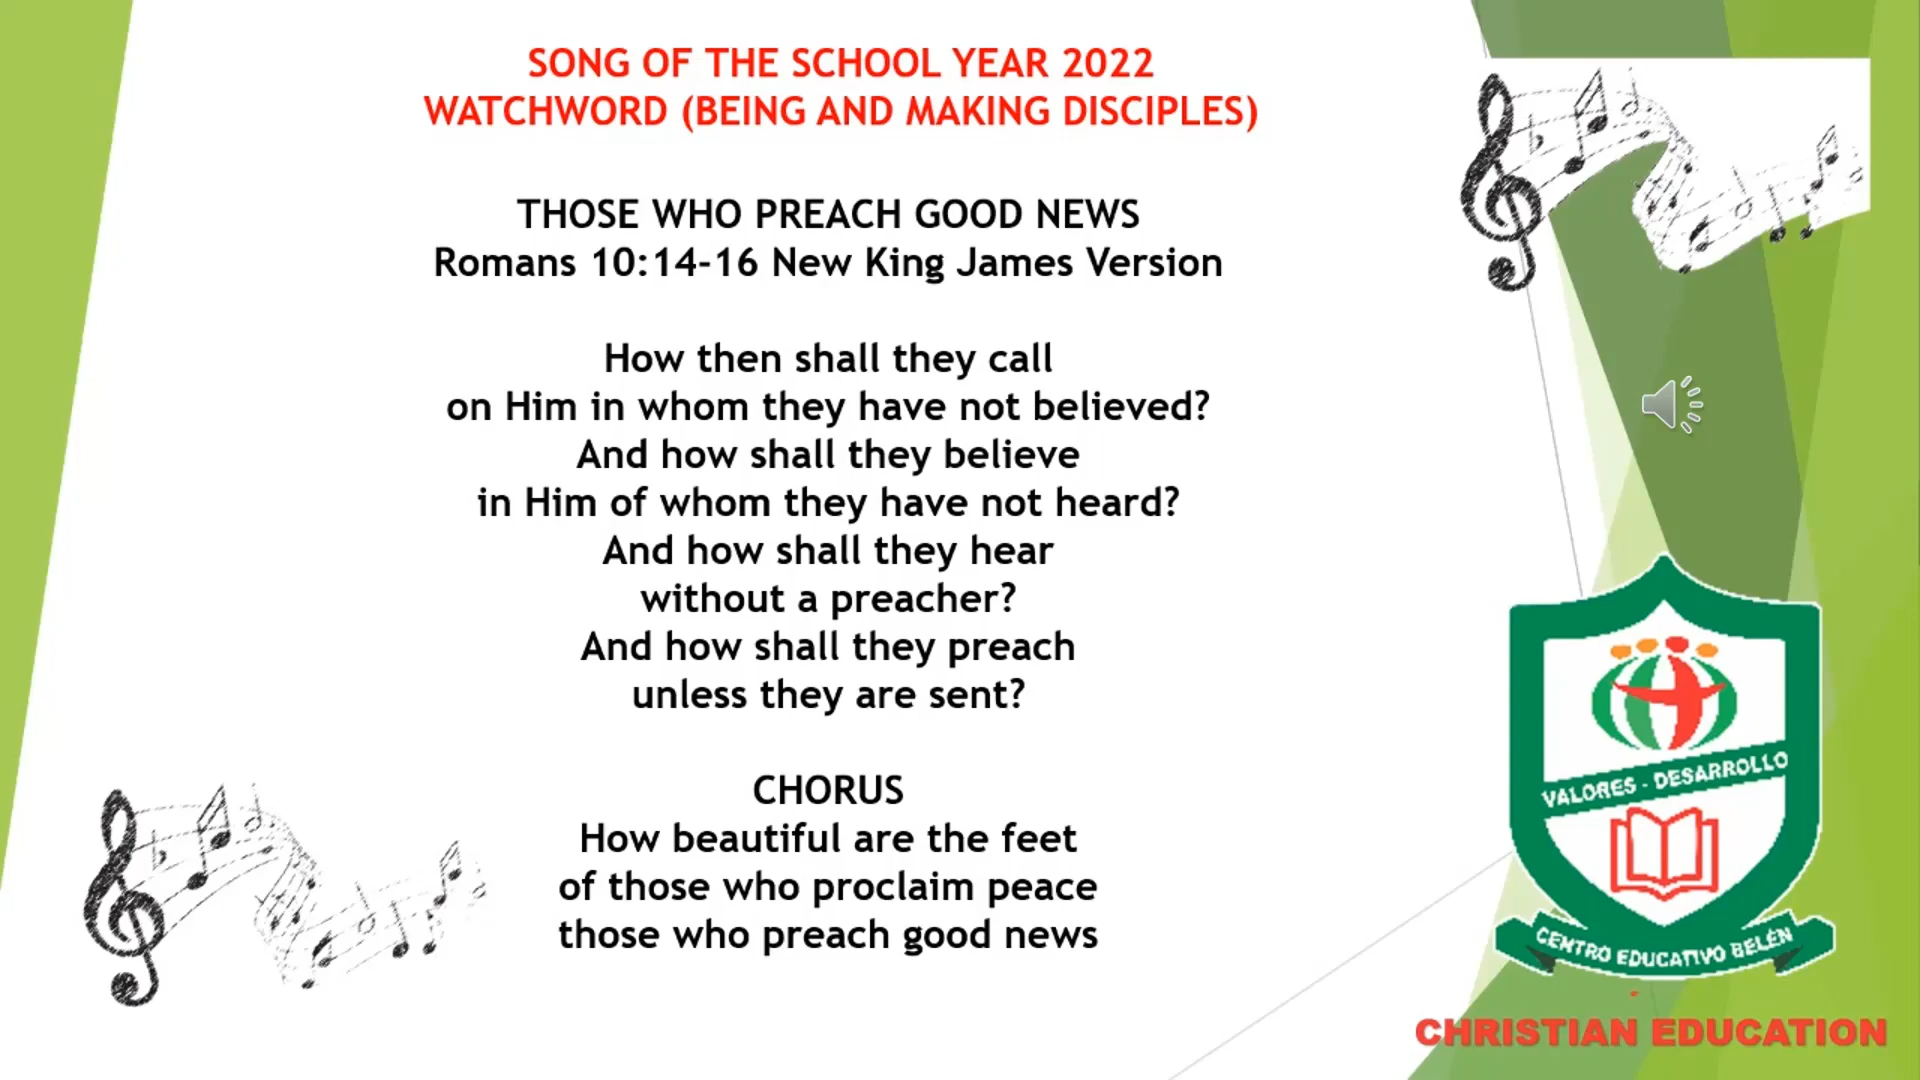 SONG OF THE SCHOOL YEAR 2022
WATCHWORD (BEING AND MAKING DISCIPLES)
THOSE WHO PREACH GOOD NEWS
Romans 10:14-16 New King James Version
How then shall they call
on Him in whom they have not believed?
And how shall they believe
in Him of whom they have not heard?
And how shall they hear
without a preacher?
And how shall they preach
unless they are sent?
CHORUS
How beautiful are the feet
of those who proclaim peace
those who preach good news
VALORES - DESARROLLO
CENTRO EDUCATIVO BELÉN
CHRISTIAN EDUCATION